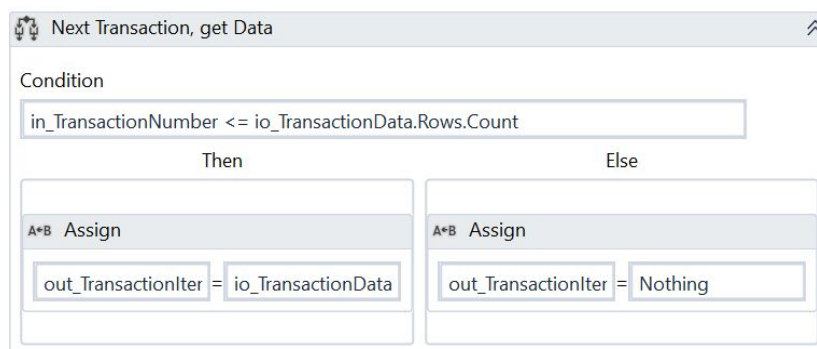 Next Transaction, get Data
Condition
in_TransactionNumber <= io_TransactionData.Rows.Count
Then
Else
A+B Assign
out_TransactionIter = io_TransactionData
A+B Assign
out_TransactionIter = Nothing